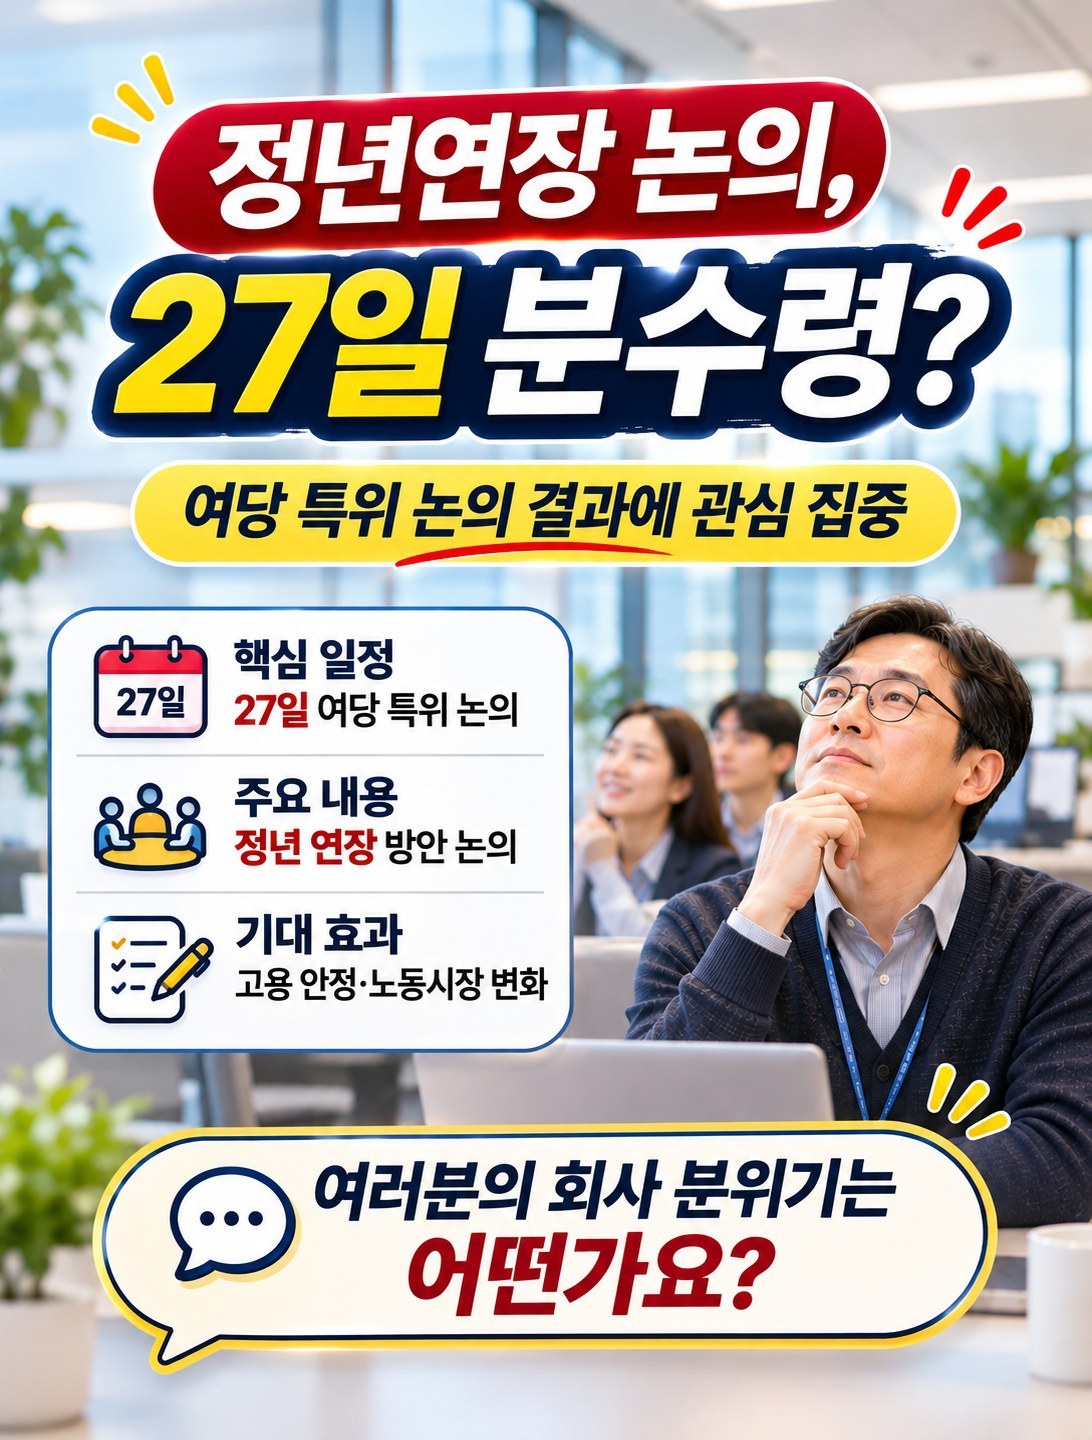 정년연장 논의,
27일 분수령?
여당 특위 논의 결과에 관심 집중
27일
핵심 일정
27일 여당 특위 논의
주요 내용
정년 연장 방안 논의
기대 효과
고용 안정·노동시장 변화
여러분의 회사 분위기는
어떤가요?